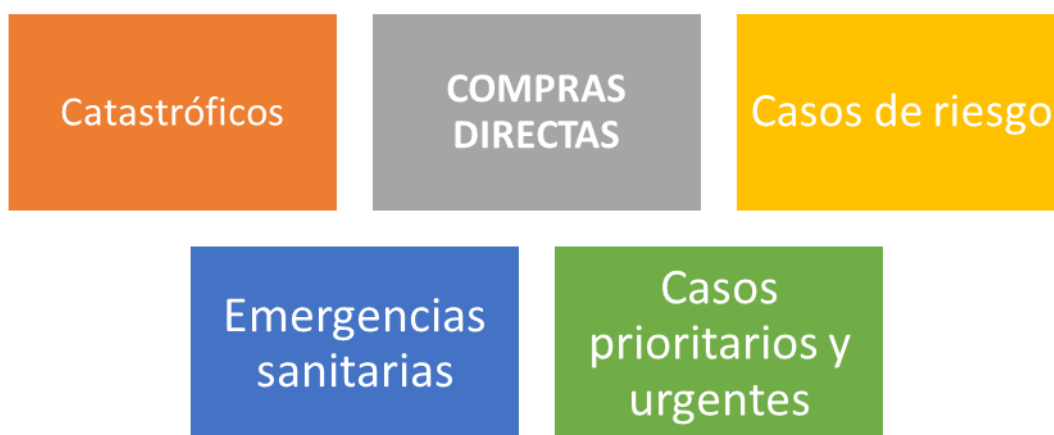 Catastróficos
COMPRAS
DIRECTAS
Casos de riesgo
Emergencias
sanitarias
Casos
prioritarios y
urgentes